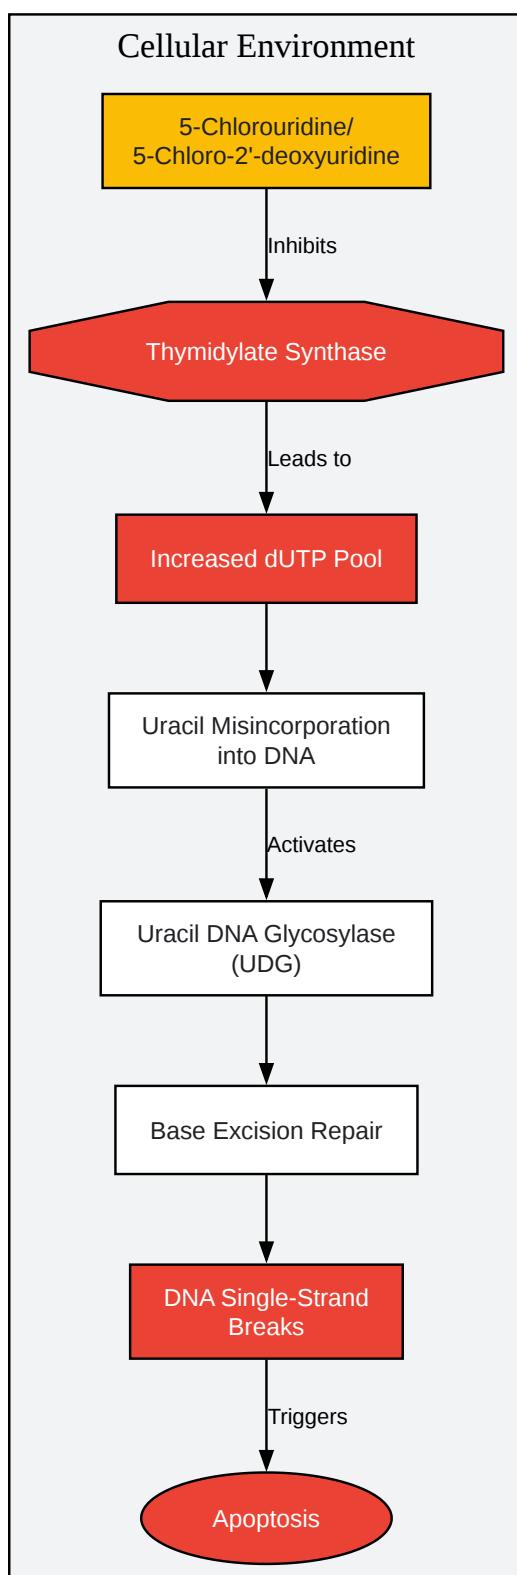 Cellular Environment
5-Chlorouridine/
5-Chloro-2'-deoxyuridine
Inhibits
Thymidylate Synthase
Leads to
Increased dUTP Pool
Uracil Misincorporation
into DNA
Activates
Uracil DNA Glycosylase
(UDG)
Base Excision Repair
DNA Single-Strand
Breaks
Triggers
Apoptosis